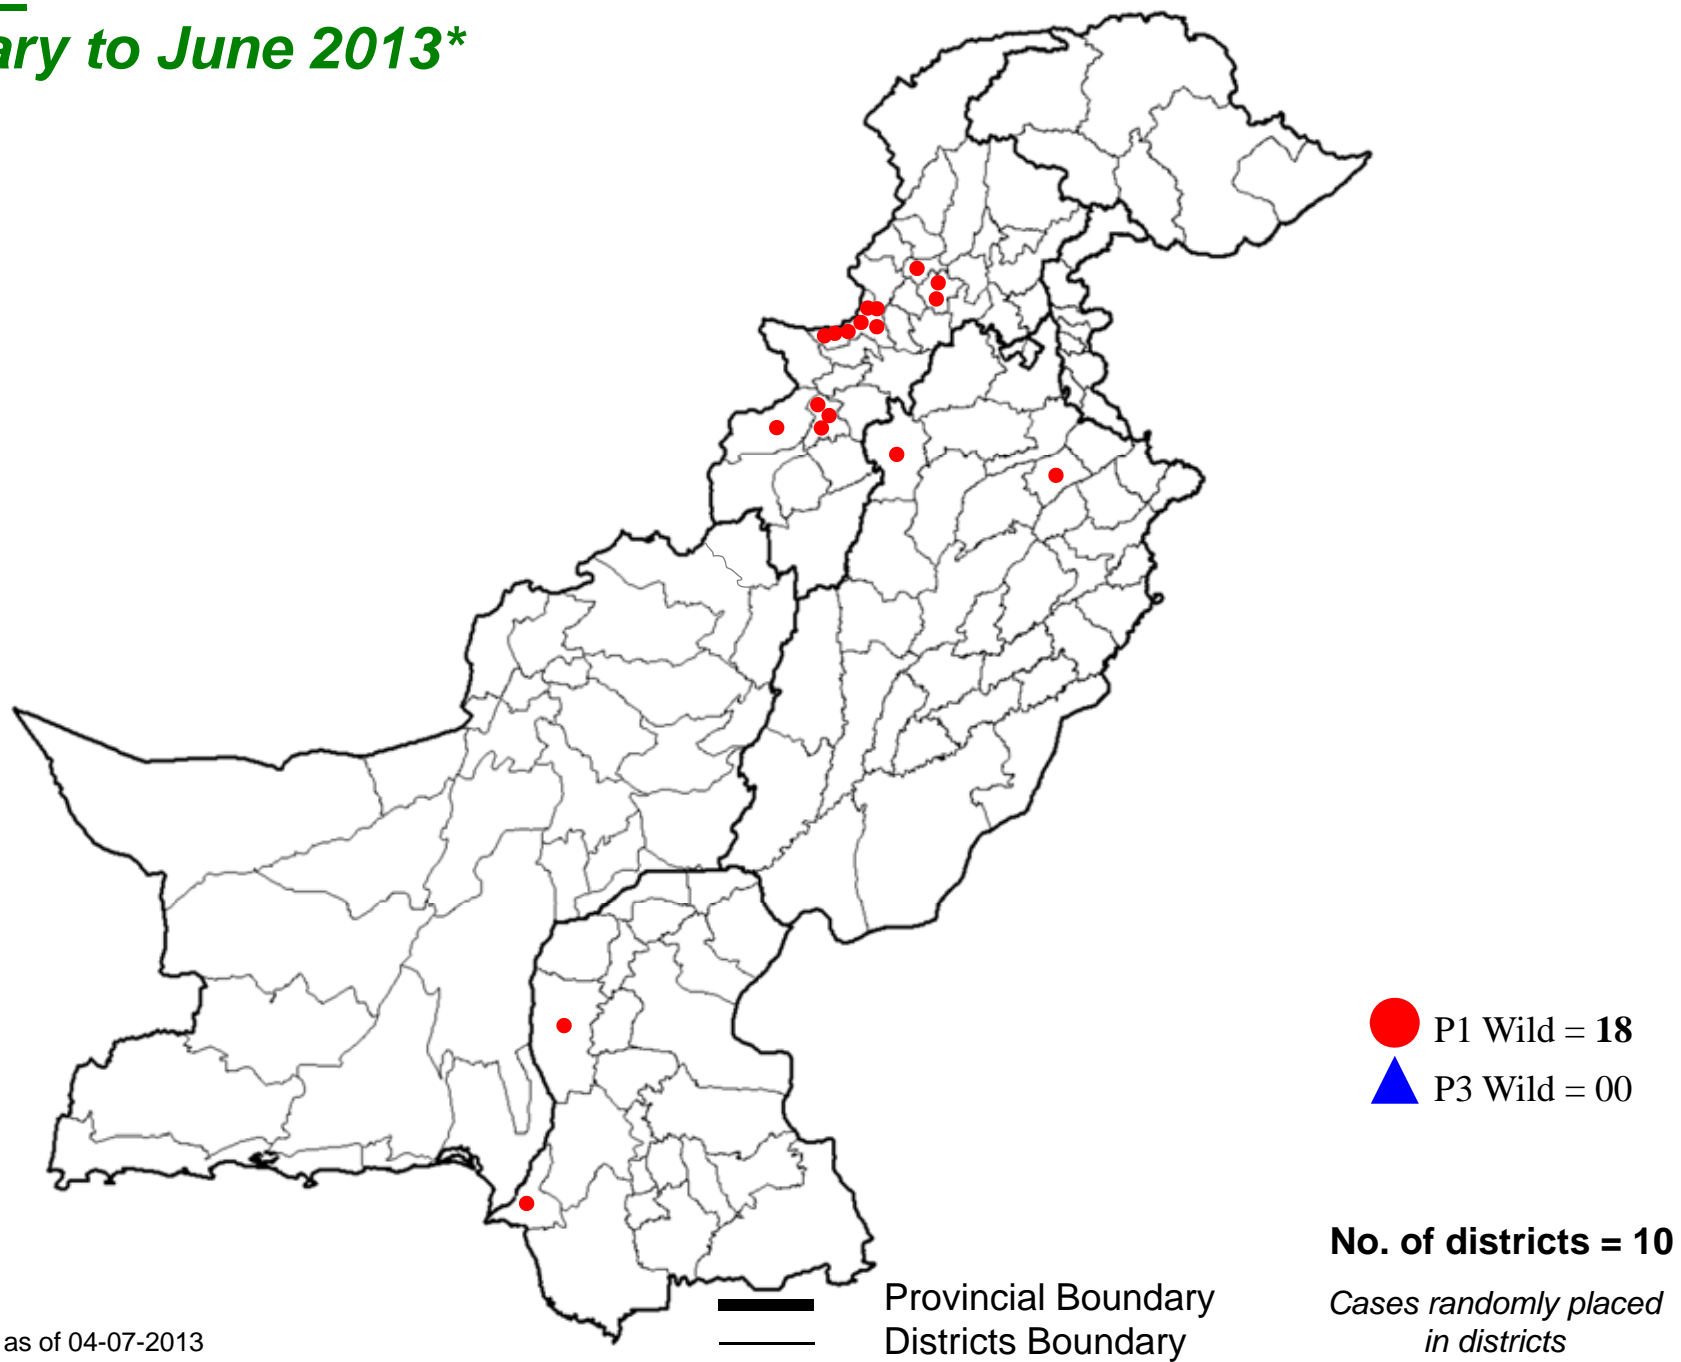 ary to June 2013*
P1 Wild = 18
P3 Wild = 00
No. of districts = 10
Cases randomly placed
in districts
Provincial Boundary
Districts Boundary
as of 04-07-2013